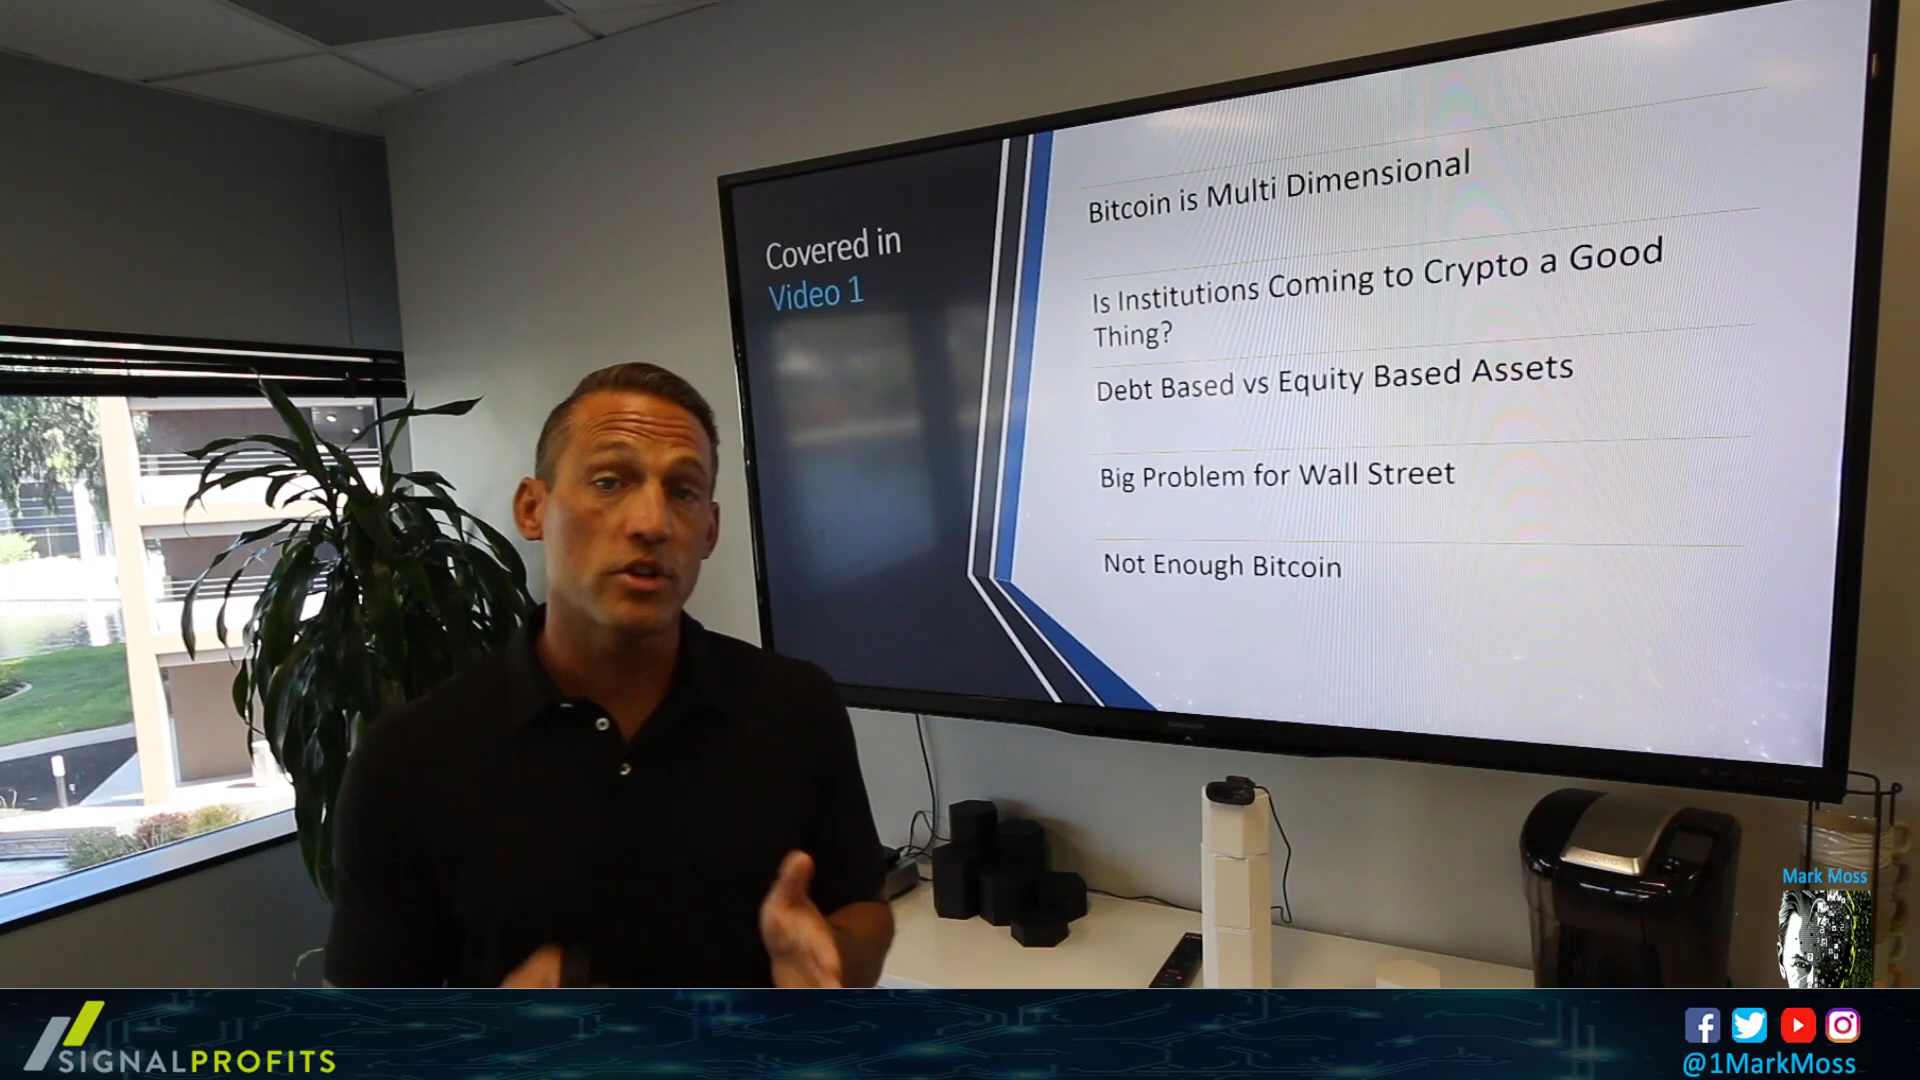 Covered in
Video 1
Bitcoin is Multi Dimensional
Is Institutions Coming to Crypto a Good
Thing?
Debt Based vs Equity Based Assets
Big Problem for Wall Street
Not Enough Bitcoin
Mark Moss
SIGNALPROFITS
@1MarkMoss